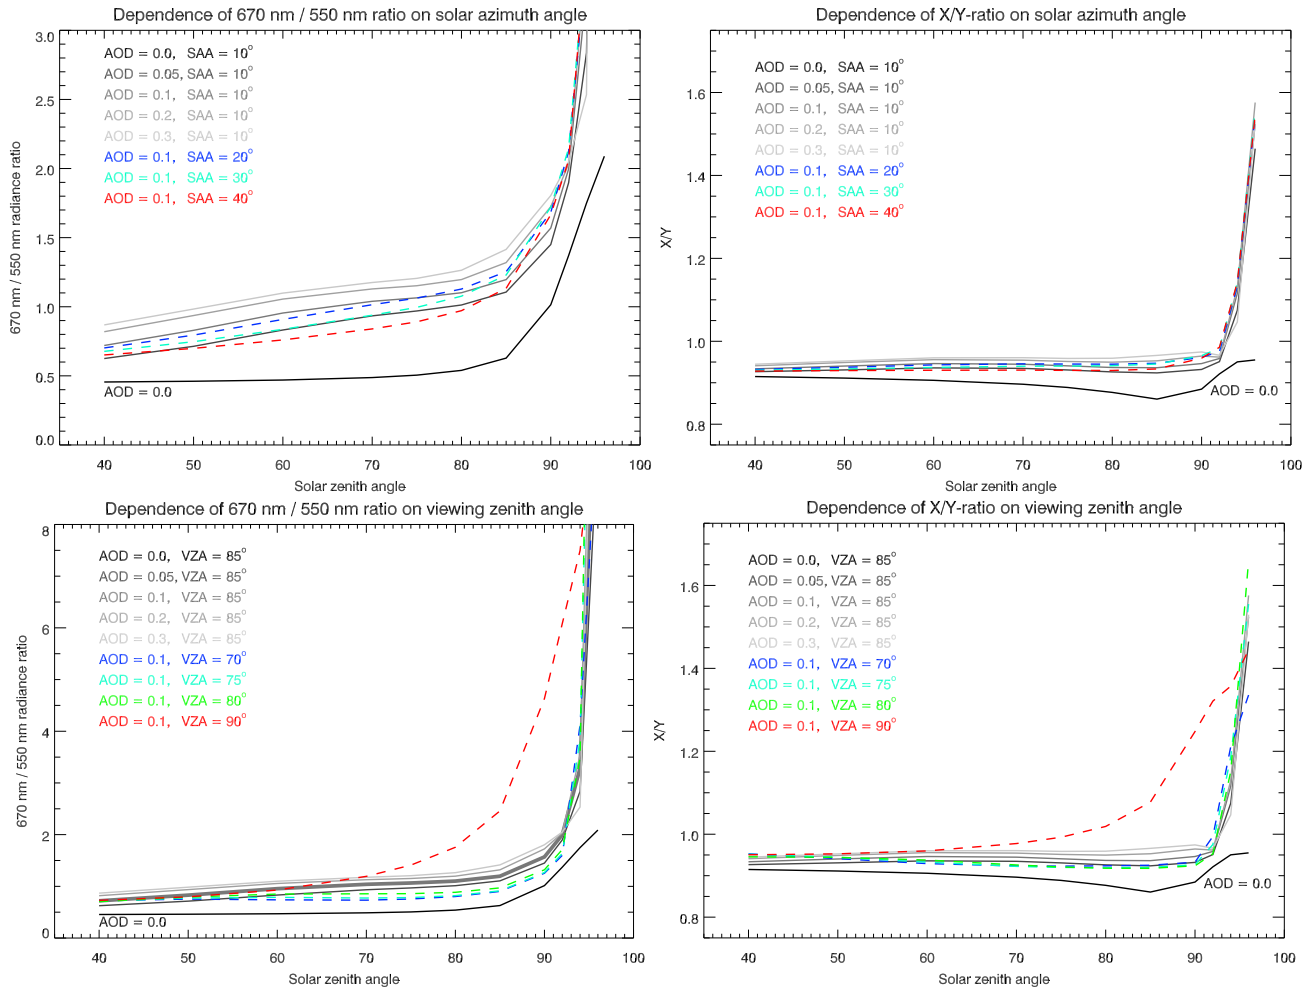 Dependence of 670 nm / 550 nm ratio on solar azimuth angle
3.0
2.5
2.0
1.5
1.0
0.5
0.0
670 nm / 550 nm radiance ratio
AOD = 0.0, SAA = 10°
AOD = 0.05, SAA = 10°
AOD = 0.1, SAA = 10°
AOD = 0.2, SAA = 10°
AOD = 0.3, SAA = 10°
AOD = 0.1, SAA = 20°
AOD = 0.1, SAA = 30°
AOD = 0.1, SAA = 40°
AOD = 0.0
40 50 60 70 80 90 100
Solar zenith angle
Dependence of X/Y-ratio on solar azimuth angle
1.6
1.4
1.2
1.0
0.8
X/Y
AOD = 0.0, SAA = 10°
AOD = 0.05, SAA = 10°
AOD = 0.1, SAA = 10°
AOD = 0.2, SAA = 10°
AOD = 0.3, SAA = 10°
AOD = 0.1, SAA = 20°
AOD = 0.1, SAA = 30°
AOD = 0.1, SAA = 40°
AOD = 0.0
40 50 60 70 80 90 100
Solar zenith angle
Dependence of 670 nm / 550 nm ratio on viewing zenith angle
8
6
4
2
0
670 nm / 550 nm radiance ratio
AOD = 0.0, VZA = 85°
AOD = 0.05, VZA = 85°
AOD = 0.1, VZA = 85°
AOD = 0.2, VZA = 85°
AOD = 0.3, VZA = 85°
AOD = 0.1, VZA = 70°
AOD = 0.1, VZA = 75°
AOD = 0.1, VZA = 80°
AOD = 0.1, VZA = 90°
AOD = 0.0
40 50 60 70 80 90 100
Solar zenith angle
Dependence of X/Y-ratio on viewing zenith angle
1.6
1.4
1.2
1.0
0.8
X/Y
AOD = 0.0, VZA = 85°
AOD = 0.05, VZA = 85°
AOD = 0.1, VZA = 85°
AOD = 0.2, VZA = 85°
AOD = 0.3, VZA = 85°
AOD = 0.1, VZA = 70°
AOD = 0.1, VZA = 75°
AOD = 0.1, VZA = 80°
AOD = 0.1, VZA = 90°
AOD = 0.0
40 50 60 70 80 90 100
Solar zenith angle